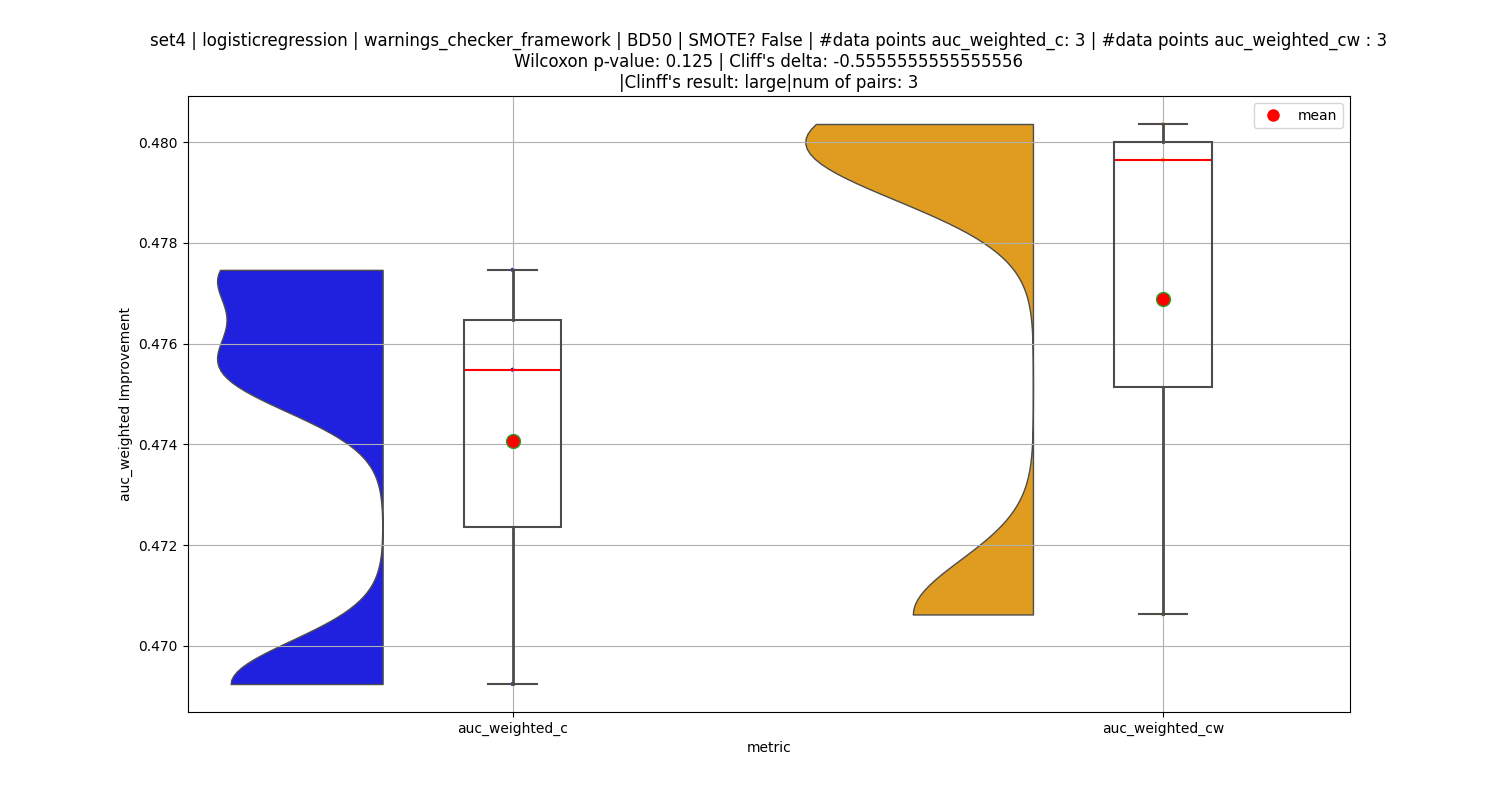 set4 | logisticregression | warnings_checker_framework | BD50 | SMOTE? False | #data points auc_weighted_c: 3 | #data points auc_weighted_cw : 3
Wilcoxon p-value: 0.125 | Cliff's delta: -0.5555555555555556
|Clinff's result: large|num of pairs: 3
mean
0.480
0.478
0.476
0.474
0.472
0.470
auc_weighted Improvement
auc_weighted_c
auc_weighted_cw
metric